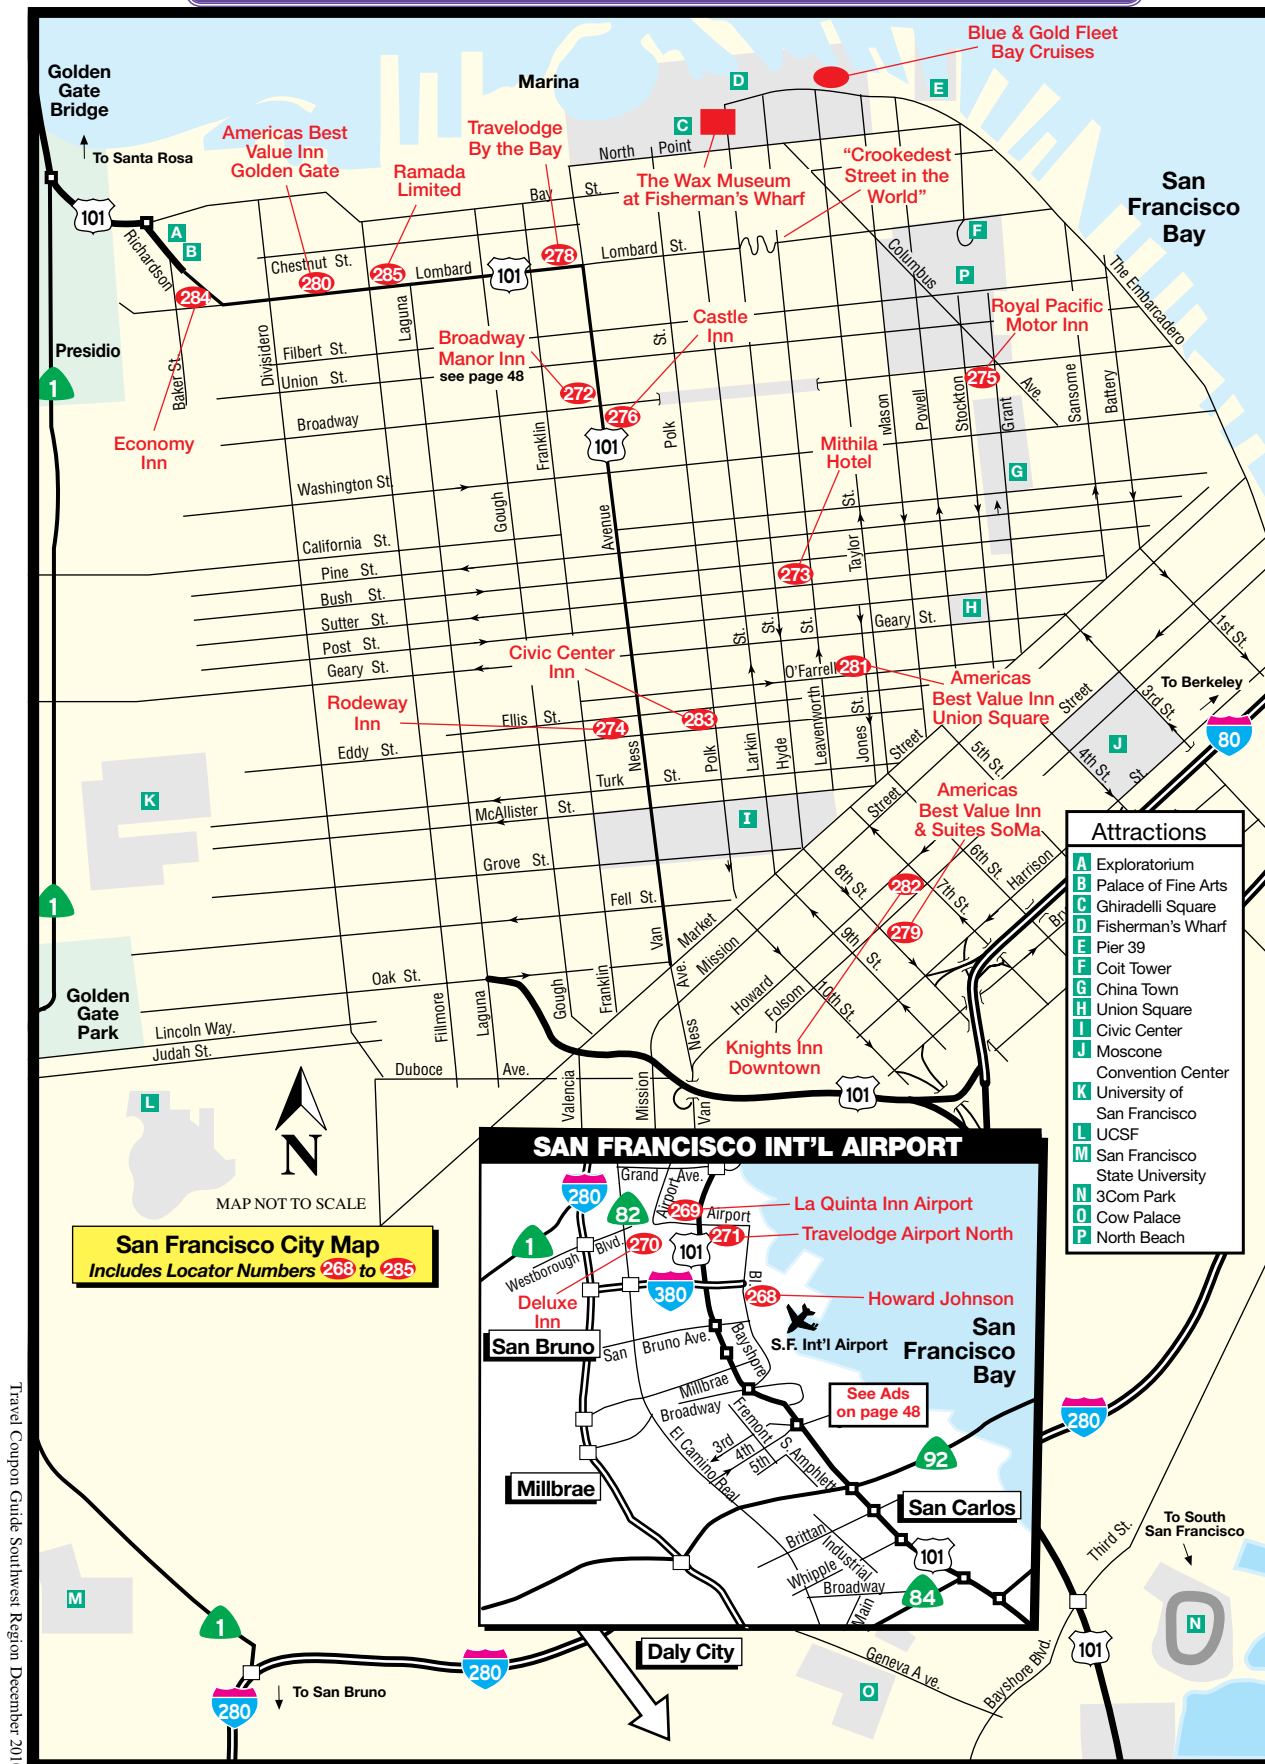 Golden
Gate
Bridge
To Santa Rosa
101
Marina
Blue & Gold Fleet
Bay Cruises
D
E
C
Americas Best
Value Inn
Golden Gate
Ramada
Limited
Travelodge
By the Bay
North Point
The Wax Museum
at Fisherman's Wharf
“Crookedest
Street in the
World”
San
Francisco
Bay
Bay St.
A
B
Richardson
Chestnut St.
Lombard
Lombard St.
278
280
285
284
101
F
P
Columbus
Ave.
The Embarcadero
Presidio
1
Baker St.
Divisidero
Laguna
Filbert St.
Union St.
Broadway
Broadway
Manor Inn
see page 48
272
Castle
Inn
276
101
Royal Pacific
Motor Inn
275
St.
Polk
Franklin
Mason
Powell
Stockton
Grant
Sansome
Battery
Economy
Inn
Mithila
Hotel
G
Washington St.
Gough
Avenue
Taylor St.
California St.
Pine St.
Bush St.
Sutter St.
Post St.
Geary St.
273
H
Geary St.
St.
St.
St.
1st St.
Civic Center
Inn
O'Farrell
281
Americas
Best Value Inn
Union Square
To Berkeley
80
Street
3rd St.
Rodeway
Inn
Ellis St.
274
283
Eddy St.
Ness
Polk
Larkin
Hyde
Leavenworth
Jones St.
Street
5th St.
4th St.
St.
J
K
Turk St.
McAllister St.
I
Street
Americas
Best Value Inn
& Suites SoMa
Grove St.
Fell St.
8th St.
282
6th St.
7th St.
Harrison
279
9th St.
1
Van
Ave.
Market
Mission
Howard
Folsom
10th St.
Oak St.
Golden
Gate
Park
Fillmore
Laguna
Gough
Franklin
Ness
Lincoln Way.
Judah St.
Knights Inn
Downtown
Duboce Ave.
Valencia
Mission
Van
101
L
N
MAP NOT TO SCALE
San Francisco City Map
Includes Locator Numbers 268 to 285
Attractions
A Exploratorium
B Palace of Fine Arts
C Ghiradelli Square
D Fisherman's Wharf
E Pier 39
F Coit Tower
G China Town
H Union Square
I Civic Center
J Moscone
Convention Center
K University of
San Francisco
L UCSF
M San Francisco
State University
N 3Com Park
O Cow Palace
P North Beach
SAN FRANCISCO INT'L AIRPORT
280
Grand Ave.
82
Airport
269
Airport
La Quinta Inn Airport
1
Westborough Blvd.
270
101
271
Travelodge Airport North
380
Bl.
268
Howard Johnson
Deluxe
Inn
S.F. Int'l Airport
San
Francisco
Bay
San Bruno
San Bruno Ave.
Bayshore
Millbrae
Broadway
See Ads
on page 48
Fremont
3rd
4th
5th
S. Amphlett
El Camino Real
92
280
Millbrae
San Carlos
Brittan
Industrial
Whipple
Broadway
Main
101
84
Third St.
To South
San Francisco
N
101
Bayshore Blvd.
Geneva A ve.
O
Daly City
M
1
280
280
To San Bruno